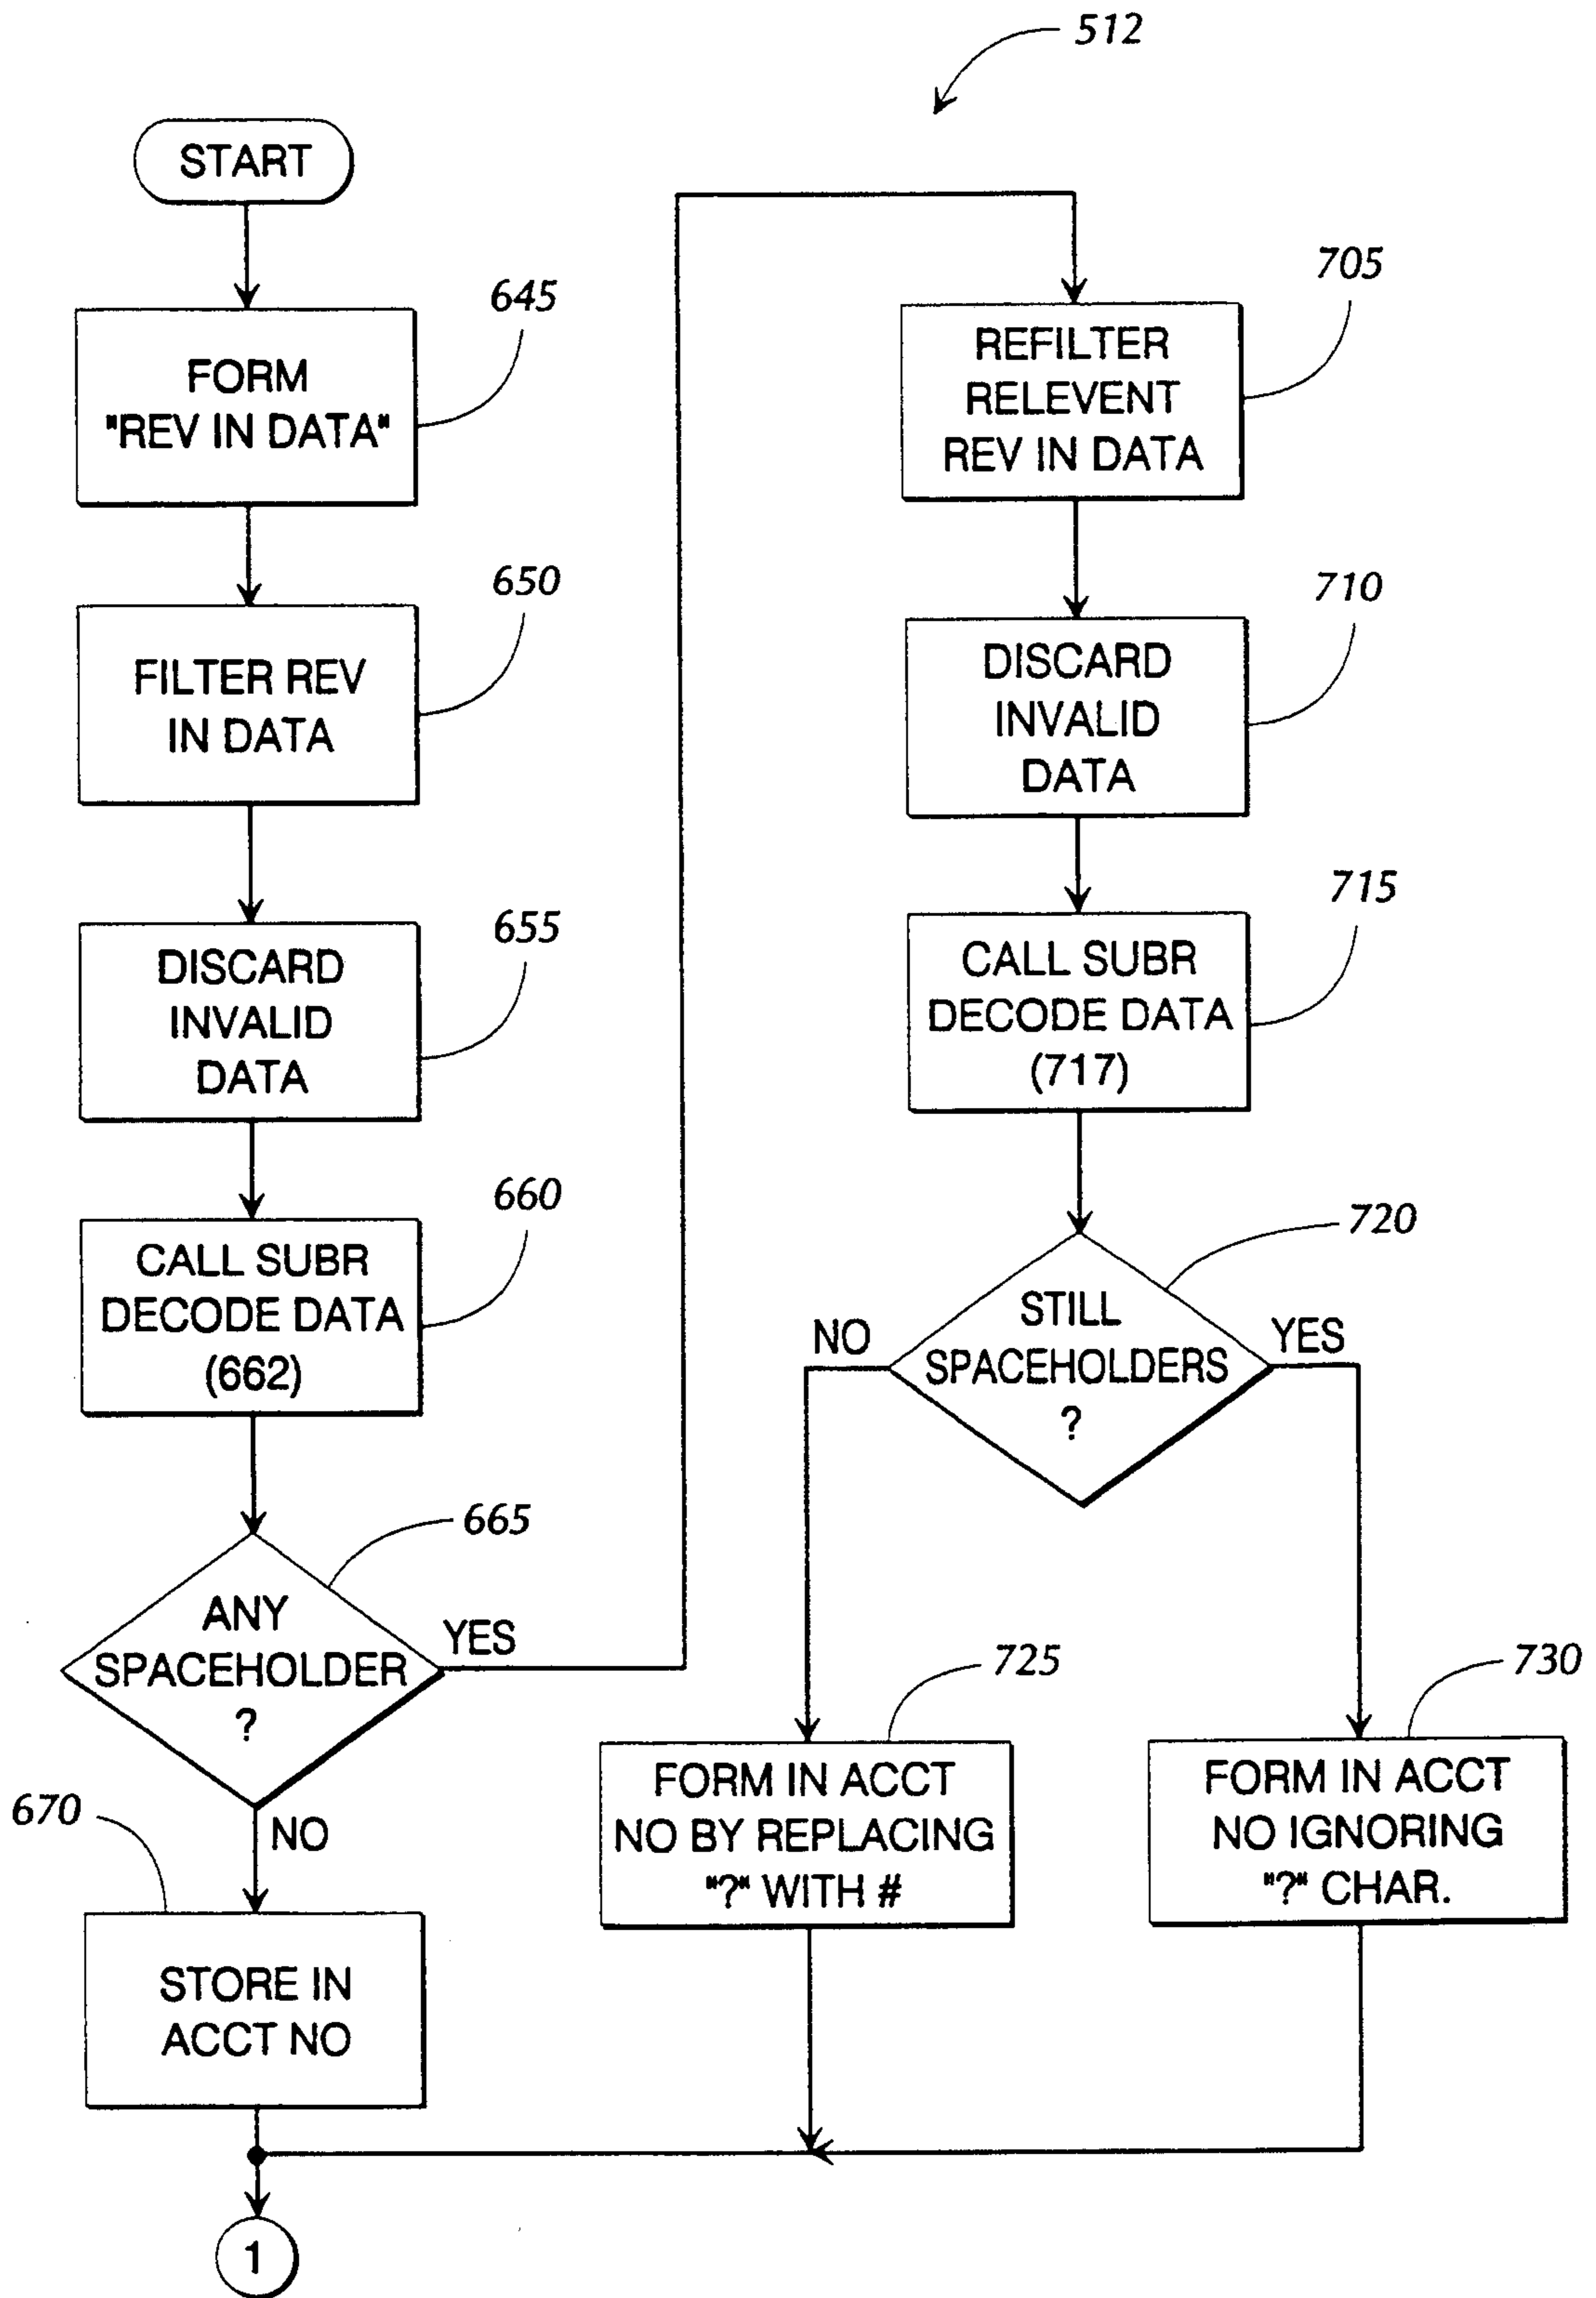 512
START
645
FORM
"REV IN DATA"
650
FILTER REV
IN DATA
655
DISCARD
INVALID
DATA
660
CALL SUBR
DECODE DATA
(662)
665
ANY
SPACEHOLDER
?
YES
NO
670
STORE IN
ACCT NO
1
705
REFILTER
RELEVENT
REV IN DATA
710
DISCARD
INVALID
DATA
715
CALL SUBR
DECODE DATA
(717)
720
STILL
SPACEHOLDERS
?
NO
YES
725
FORM IN ACCT
NO BY REPLACING
"?" WITH #
730
FORM IN ACCT
NO IGNORING
"?" CHAR.